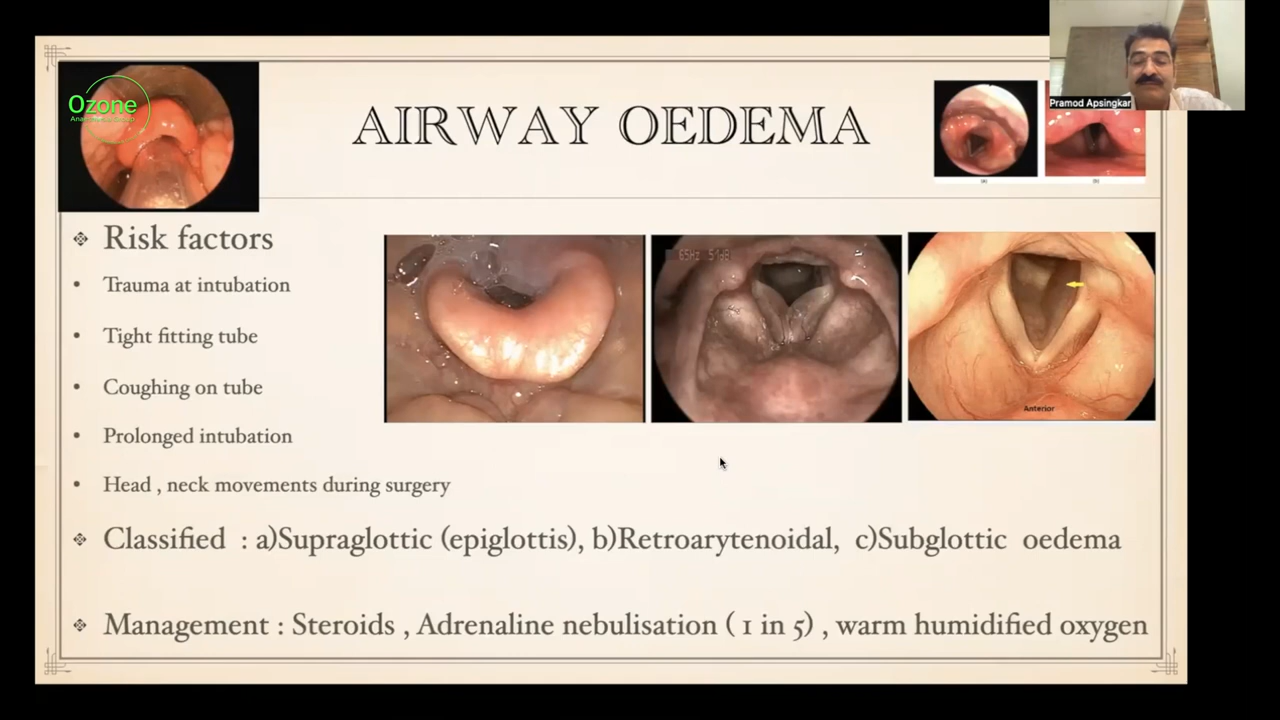 Ozone
AIRWAY OEDEMA
Pramod Apsingkar
(a)
(b)
Risk factors
Trauma at intubation
Tight fitting tube
Coughing on tube
Prolonged intubation
Head , neck movements during surgery
65Hz 51dB
Anterior
Classified : a)Supraglottic (epiglottis), b)Retroarytenoidal, c)Subglottic oedema
Management : Steroids , Adrenaline nebulisation ( 1 in 5) , warm humidified oxygen